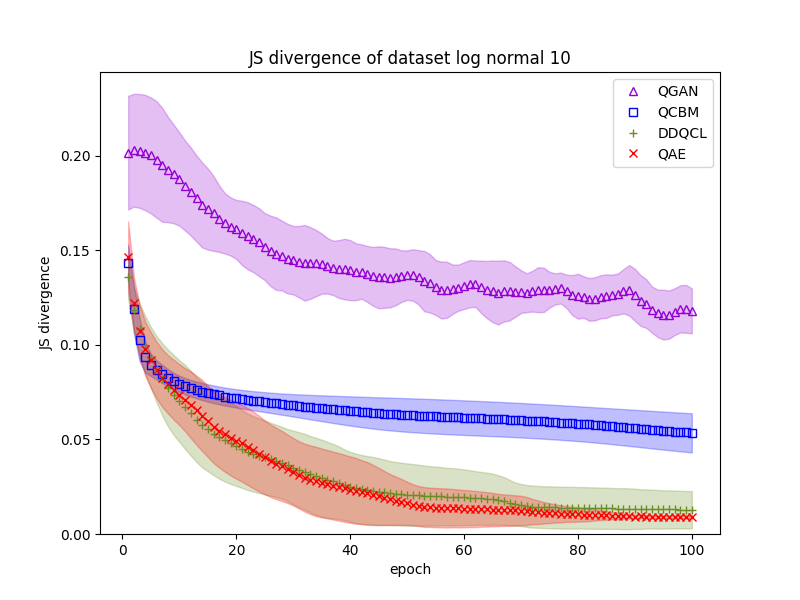 JS divergence of dataset log normal 10
QGAN
QCBM
DDQCL
QAE
JS divergence
0.20
0.15
0.10
0.05
0.00
0 20 40 60 80 100
epoch